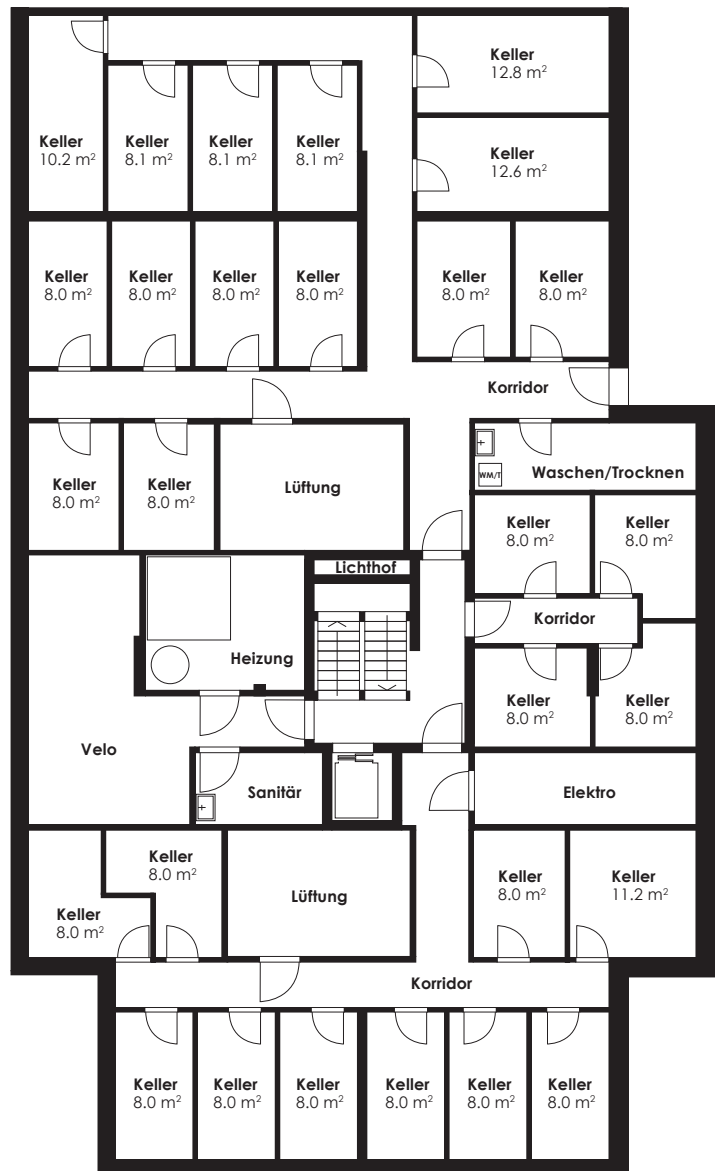 Keller
12.8 m²
Keller
10.2 m²
Keller
8.1 m²
Keller
8.1 m²
Keller
8.1 m²
Keller
12.6 m²
Keller
8.0 m²
Keller
8.0 m²
Keller
8.0 m²
Keller
8.0 m²
Keller
8.0 m²
Keller
8.0 m²
Korridor
Keller
8.0 m²
Keller
8.0 m²
Lüftung
WM/T
Waschen/Trocknen
Keller
8.0 m²
Keller
8.0 m²
Lichthof
Korridor
Heizung
Keller
8.0 m²
Keller
8.0 m²
Velo
Sanitär
Elektro
Keller
8.0 m²
Keller
8.0 m²
Lüftung
Keller
8.0 m²
Keller
11.2 m²
Korridor
Keller
8.0 m²
Keller
8.0 m²
Keller
8.0 m²
Keller
8.0 m²
Keller
8.0 m²
Keller
8.0 m²